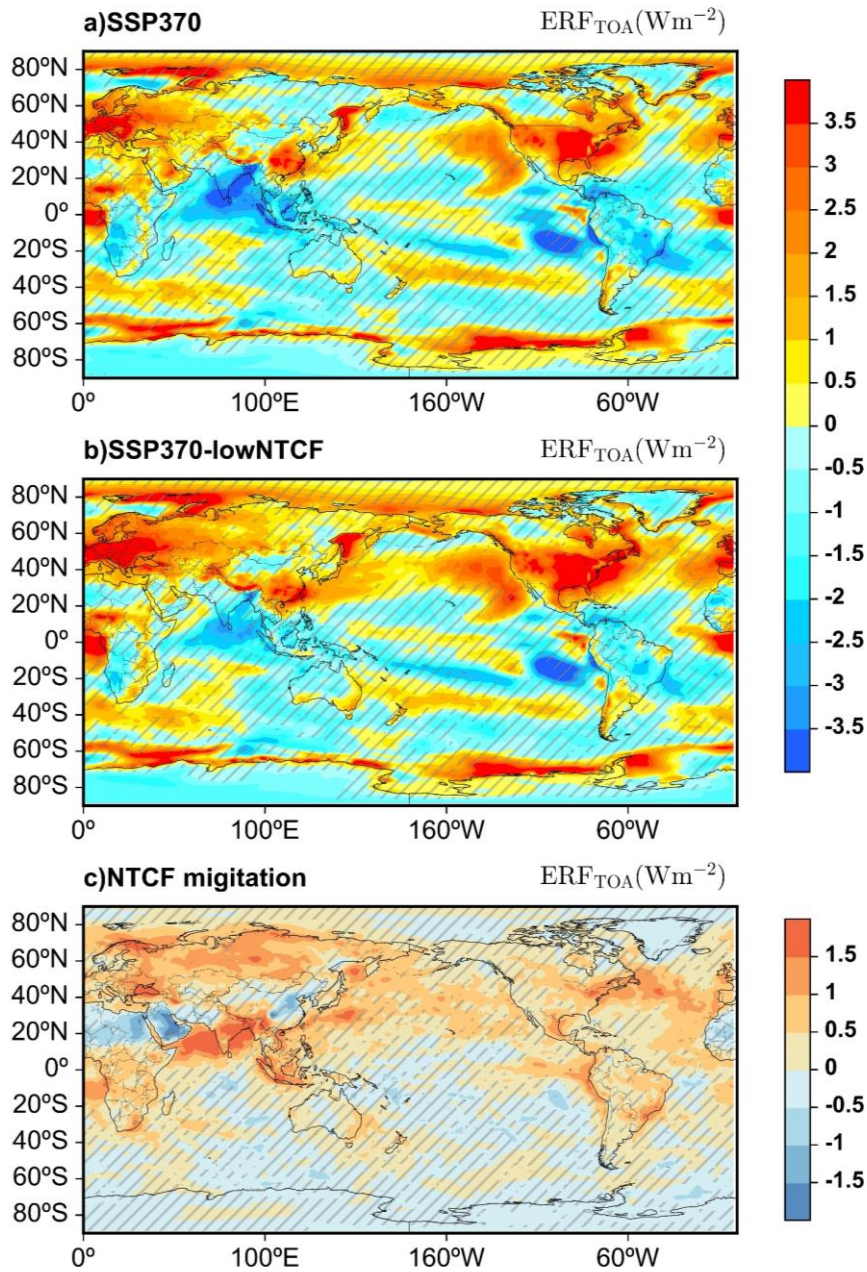 a)SSP370 ERF_TOA(Wm⁻²)
80ºN
60ºN
40ºN
20ºN
0º
20ºS
40ºS
60ºS
80ºS
0º 100ºE 160ºW 60ºW
b)SSP370-lowNTCF ERF_TOA(Wm⁻²)
80ºN
60ºN
40ºN
20ºN
0º
20ºS
40ºS
60ºS
80ºS
0º 100ºE 160ºW 60ºW
3.5
3
2.5
2
1.5
1
0.5
0
-0.5
-1
-1.5
-2
-2.5
-3
-3.5
c)NTCF migitation ERF_TOA(Wm⁻²)
80ºN
60ºN
40ºN
20ºN
0º
20ºS
40ºS
60ºS
80ºS
0º 100ºE 160ºW 60ºW
1.5
1
0.5
0
-0.5
-1
-1.5